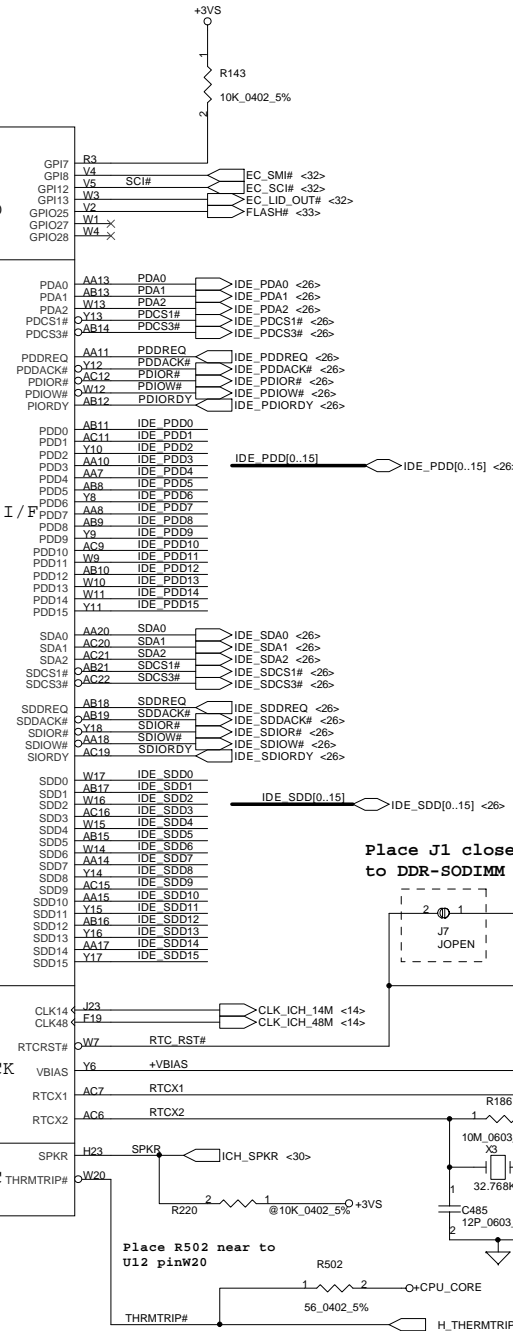 +3VS
1
R143
10K_0402_5%
2
GPI7 R3
GPI8 V4 EC_SMI# <32>
GPI12 V5 SCI# EC_SCI# <32>
GPI13 W3 EC_LID_OUT# <32>
GPIO25 V2 FLASH# <33>
GPIO27 W1
GPIO28 W4
PDA0 AA13 PDA0 IDE_PDA0 <26>
PDA1 AB13 PDA1 IDE_PDA1 <26>
PDA2 W13 PDA2 IDE_PDA2 <26>
PDCS1# Y13 PDCS1# IDE_PDCS1# <26>
PDCS3# AB14 PDCS3# IDE_PDCS3# <26>
PDDREQ AA11 PDDREQ IDE_PDDREQ <26>
PDDACK# Y12 PDDACK# IDE_PDDACK# <26>
PDIOR# AC12 PDIOR# IDE_PDIOR# <26>
PDIOW# W12 PDIOW# IDE_PDIOW# <26>
PIORDY AB12 PDIORDY IDE_PDIORDY <26>
PDD0 AB11 IDE_PDD0
PDD1 AC11 IDE_PDD1
PDD2 Y10 IDE_PDD2
PDD3 AA10 IDE_PDD3 IDE_PDD[0..15] IDE_PDD[0..15] <26>
PDD4 AA7 IDE_PDD4
PDD5 AB8 IDE_PDD5
PDD6 Y8 IDE_PDD6
I/F PDD7 AA8 IDE_PDD7
PDD8 AB9 IDE_PDD8
PDD9 Y9 IDE_PDD9
PDD10 AC9 IDE_PDD10
PDD11 W9 IDE_PDD11
PDD12 AB10 IDE_PDD12
PDD13 W10 IDE_PDD13
PDD14 W11 IDE_PDD14
PDD15 Y11 IDE_PDD15
SDA0 AA20 SDA0 IDE_SDA0 <26>
SDA1 AC20 SDA1 IDE_SDA1 <26>
SDA2 AC21 SDA2 IDE_SDA2 <26>
SDCS1# AB21 SDCS1# IDE_SDCS1# <26>
SDCS3# AC22 SDCS3# IDE_SDCS3# <26>
SDDREQ AB18 SDDREQ IDE_SDDREQ <26>
SDDACK# AB19 SDDACK# IDE_SDDACK# <26>
SDIOR# Y18 SDIOR# IDE_SDIOR# <26>
SDIOW# AA18 SDIOW# IDE_SDIOW# <26>
SIORDY AC19 SDIORDY IDE_SDIORDY <26>
SDD0 W17 IDE_SDD0
SDD1 AB17 IDE_SDD1
SDD2 W16 IDE_SDD2 IDE_SDD[0..15] IDE_SDD[0..15] <26>
SDD3 AC16 IDE_SDD3
SDD4 W15 IDE_SDD4
SDD5 AB15 IDE_SDD5
SDD6 W14 IDE_SDD6
SDD7 AA14 IDE_SDD7
SDD8 Y14 IDE_SDD8
SDD9 AC15 IDE_SDD9
SDD10 AA15 IDE_SDD10
SDD11 Y15 IDE_SDD11
SDD12 AB16 IDE_SDD12
SDD13 Y16 IDE_SDD13
SDD14 AA17 IDE_SDD14
SDD15 Y17 IDE_SDD15
Place J1 close
to DDR-SODIMM
2 1
J7
JOPEN
CLK14 J23 CLK_ICH_14M <14>
CLK48 F19 CLK_ICH_48M <14>
RTCRST# W7 RTC_RST#
VBIAS Y6 +VBIAS
RTCX1 AC7 RTCX1
RTCX2 AC6 RTCX2
R186
1
10M_0603_
X3
32.768K
1
C485
12P_0603_
2
SPKR H23 SPKR ICH_SPKR <30>
THRMTRIP# W20
R220 2 1 @10K_0402_5% +3VS
Place R502 near to
U12 pinW20
R502
1 2 +CPU_CORE
56_0402_5%
THRMTRIP# H_THERMTRIP